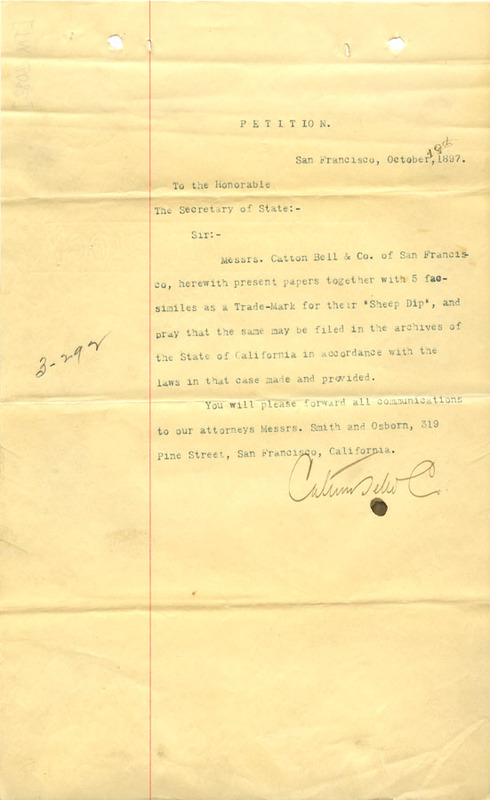 P E T I T I O N.
San Francisco, October, 18th 1897.
To the Honorable
The Secretary of State:-
Sir:-
Messrs. Catton Bell & Co. of San Francis-
co, herewith present papers together with 5 fac-
similes as a Trade-Mark for their "Sheep Dip", and
pray that the same may be filed in the archives of
the State of California in accordance with the
3-292
laws in that case made and provided.
You will please forward all communications
to our attorneys Messrs. Smith and Osborn, 319
Pine Street, San Francisco, California.
Catton Bell & Co.